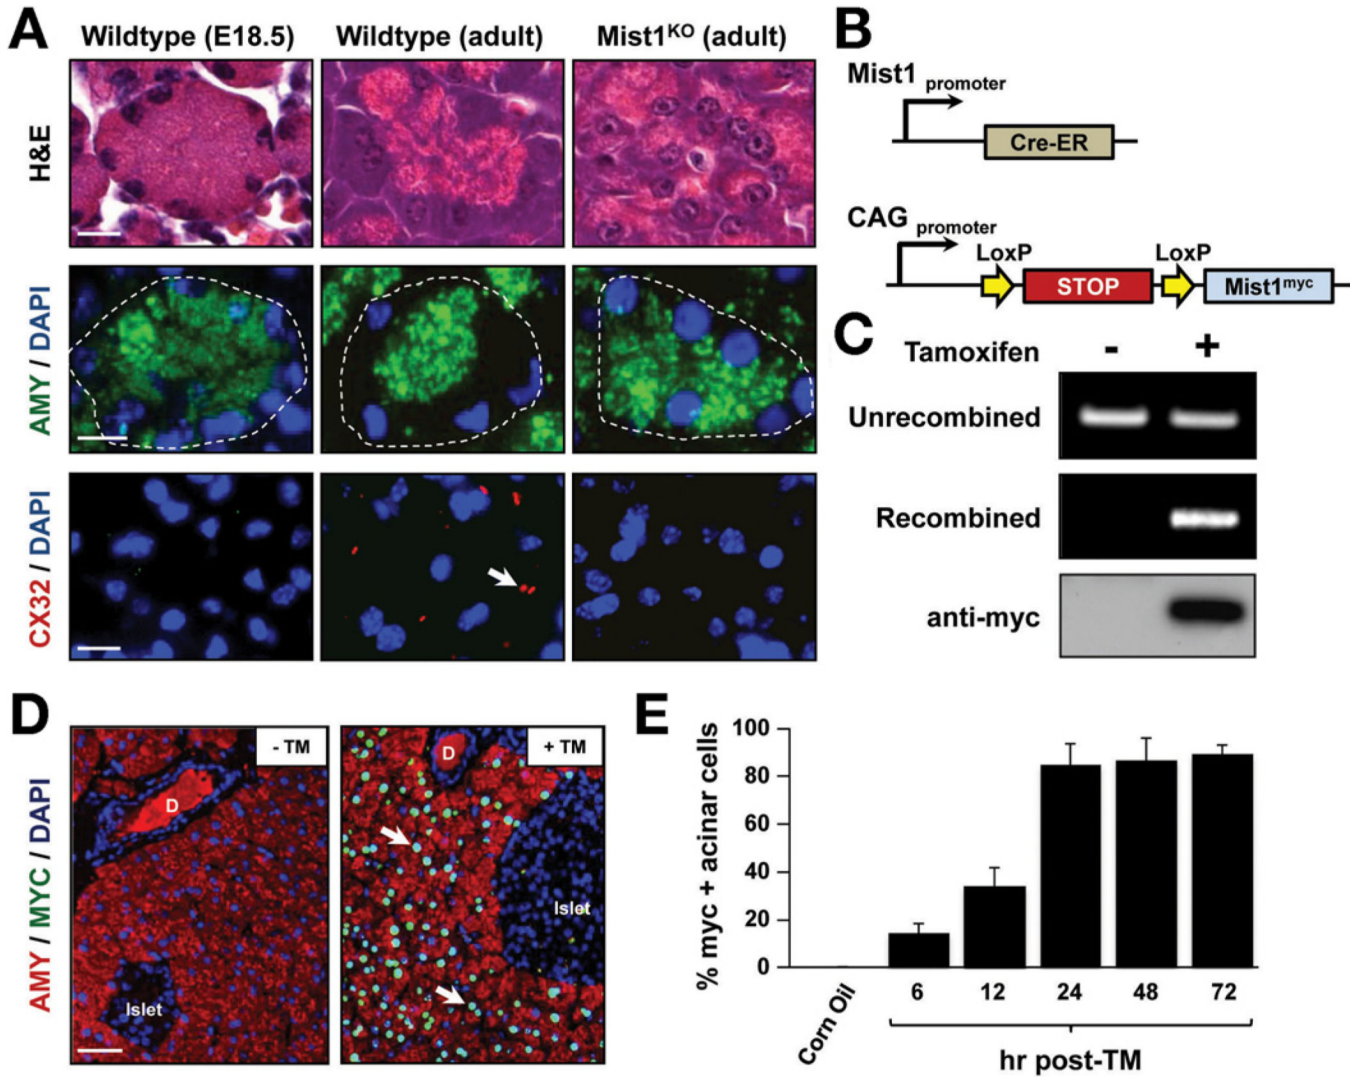 A
Wildtype (E18.5)
Wildtype (adult)
Mist1KO (adult)
H&E
AMY / DAPI
CX32 / DAPI
B
Mist1
promoter
Cre-ER
CAG
promoter
LoxP
LoxP
STOP
Mist1myc
C
Tamoxifen
-
+
Unrecombined
Recombined
anti-myc
D
AMY / MYC / DAPI
- TM
D
Islet
+ TM
D
Islet
E
% myc + acinar cells
100
80
60
40
20
0
Corn Oil
6
12
24
48
72
hr post-TM